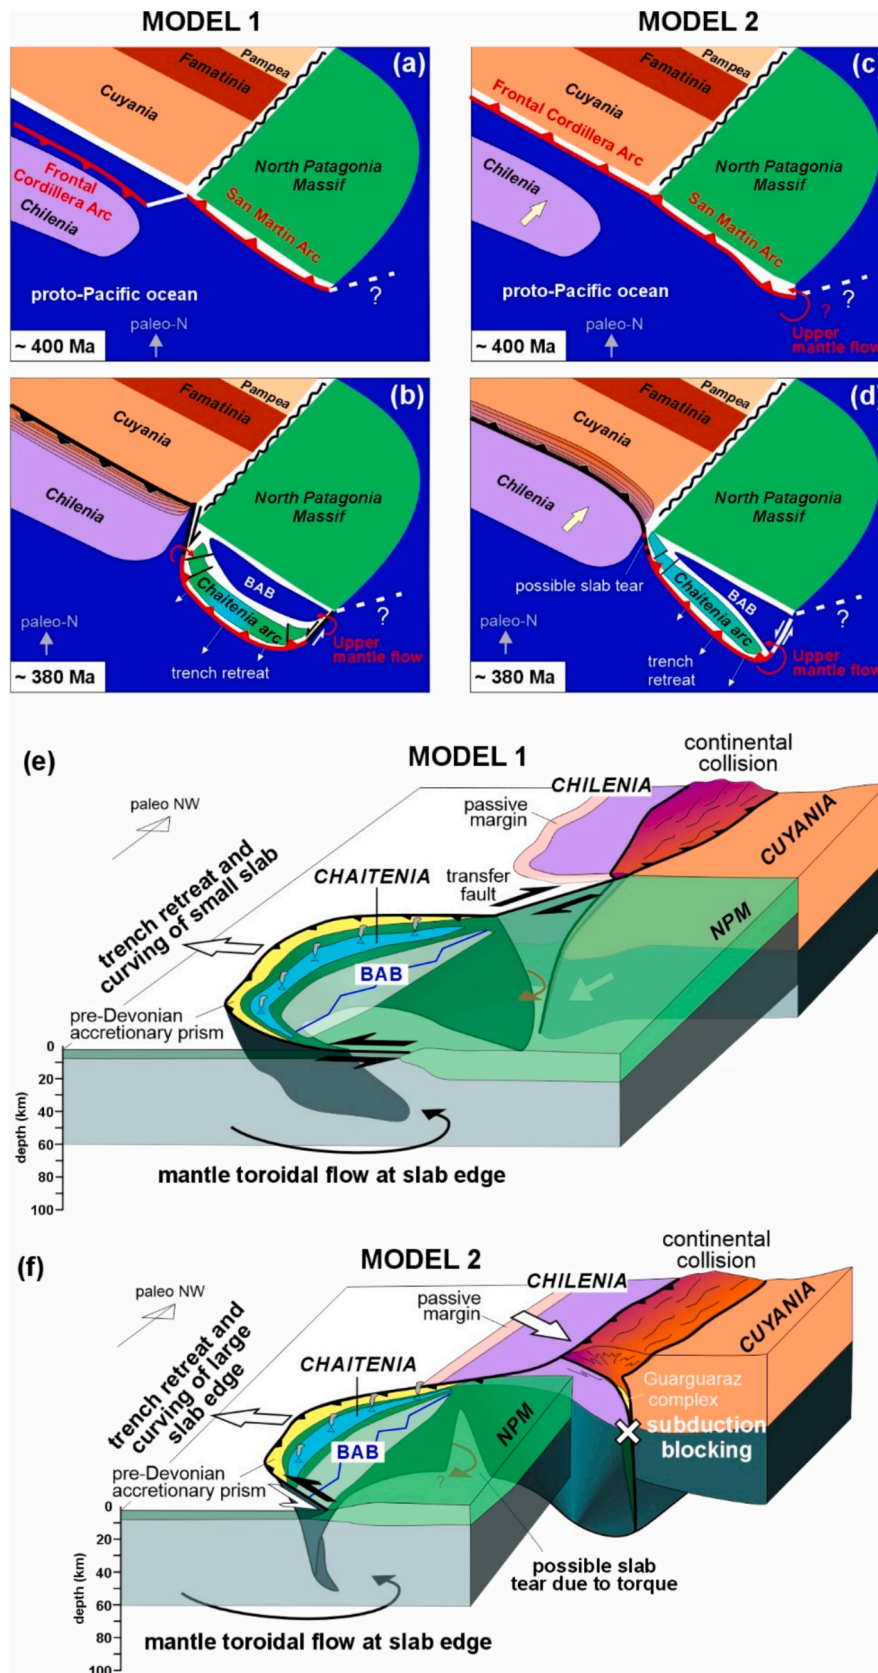 MODEL 1
MODEL 2
(a)
Pampea
Famatinia
Cuyania
North Patagonia
Massif
Frontal
Cordillera Arc
Chilenia
San Martin Arc
proto-Pacific ocean
?
paleo-N
~ 400 Ma
(c)
Pampea
Famatinia
Cuyania
Frontal Cordillera Arc
North Patagonia
Massif
Chilenia
San Martin Arc
proto-Pacific ocean
?
?
paleo-N
Upper
mantle flow
~ 400 Ma
(b)
Pampea
Famatinia
Cuyania
Chilenia
North Patagonia
Massif
BAB
Chaitenia arc
?
paleo-N
Upper
mantle flow
trench retreat
~ 380 Ma
(d)
Pampea
Famatinia
Cuyania
Chilenia
North Patagonia
Massif
possible slab tear
BAB
Chaitenia arc
?
paleo-N
trench
retreat
Upper
mantle flow
~ 380 Ma
(e)
MODEL 1
continental
collision
CHILENIA
paleo NW
passive
margin
CUYANIA
trench retreat and
curving of small slab
CHAITENIA
transfer
fault
NPM
BAB
pre-Devonian
accretionary prism
0
20
40
60
80
100
depth (km)
mantle toroidal flow at slab edge
(f)
MODEL 2
continental
collision
CHILENIA
paleo NW
passive
margin
CUYANIA
trench retreat and
curving of large
slab edge
CHAITENIA
Guarguaraz
complex
NPM
subduction
blocking
BAB
pre-Devonian
accretionary prism
?
0
20
40
60
80
100
depth (km)
possible slab
tear due to torque
mantle toroidal flow at slab edge